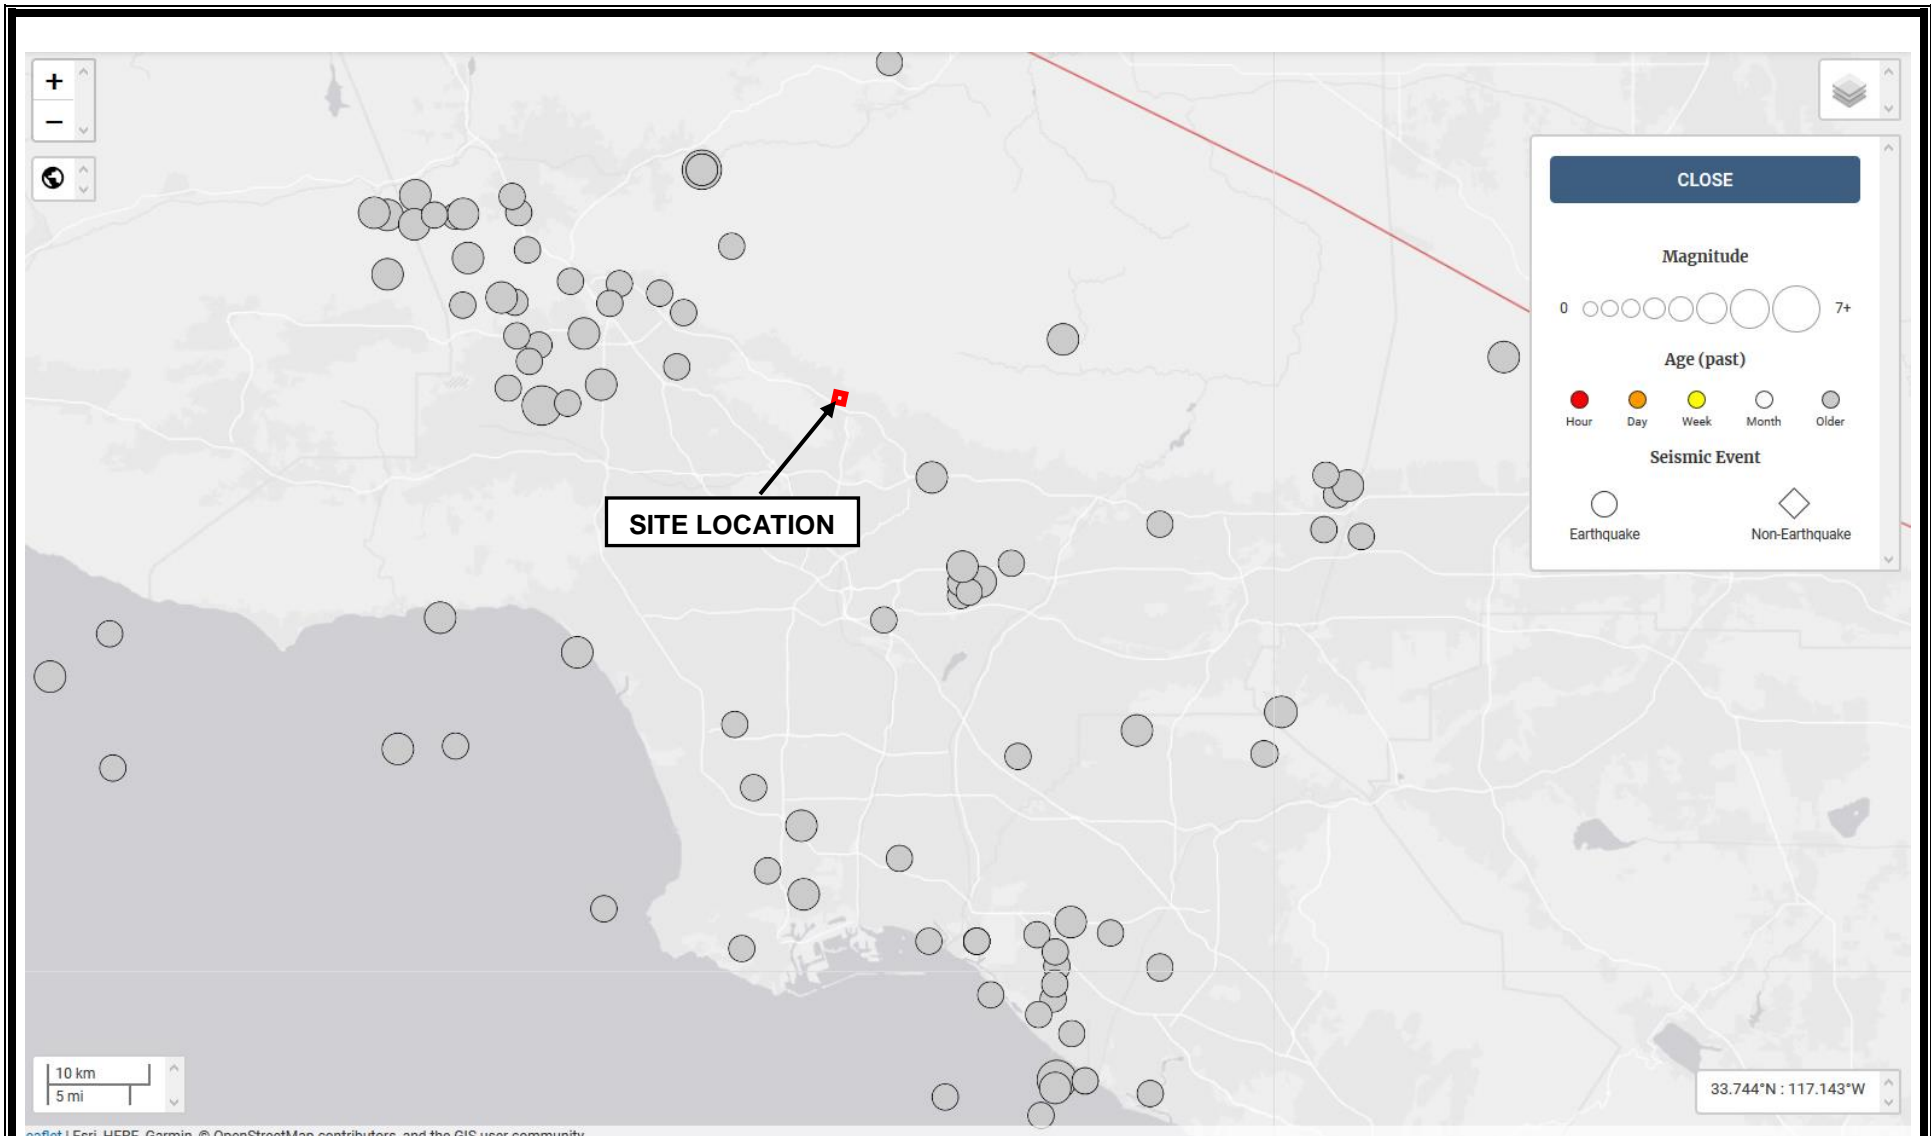 +
−
CLOSE
Magnitude
0 7+
Age (past)
Hour Day Week Month Older
Seismic Event
Earthquake Non-Earthquake
SITE LOCATION
10 km
5 mi
33.744°N : 117.143°W
eaflet | Esri, HERE, Garmin, © OpenStreetMap contributors, and the GIS user community